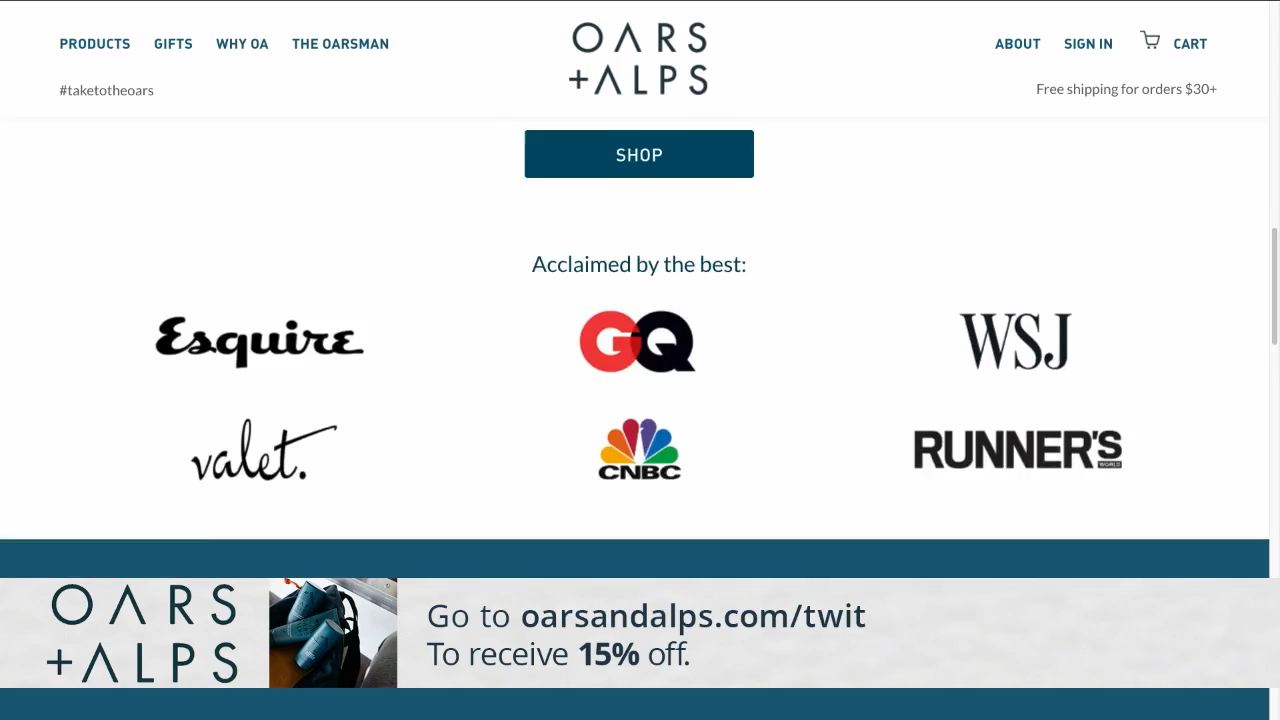 PRODUCTS GIFTS WHY OA THE OARSMAN
OARS
+ALPS
ABOUT SIGN IN CART
#taketotheoars
Free shipping for orders $30+
SHOP
Acclaimed by the best:
Esquire
GQ
WSJ
valet.
CNBC
RUNNER'S
WORLD
OARS
+ALPS
Go to oarsandalps.com/twit
To receive 15% off.